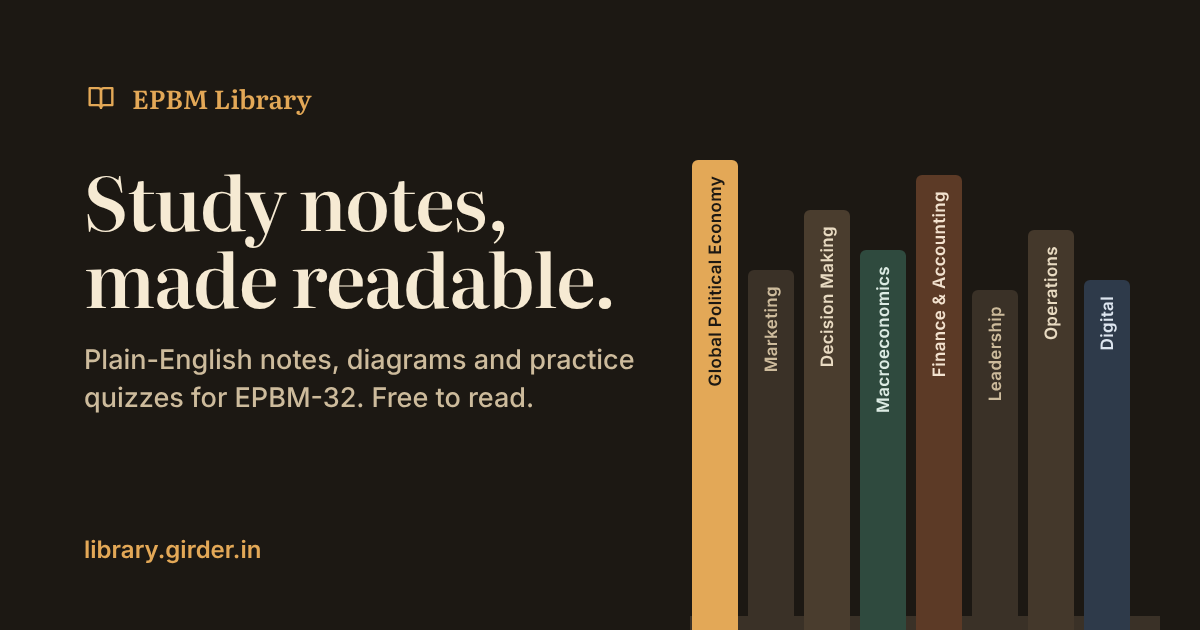 EPBM Library
Study notes,
made readable.
Plain-English notes, diagrams and practice
quizzes for EPBM-32. Free to read.
library.girder.in
Global Political Economy
Marketing
Decision Making
Macroeconomics
Finance & Accounting
Leadership
Operations
Digital